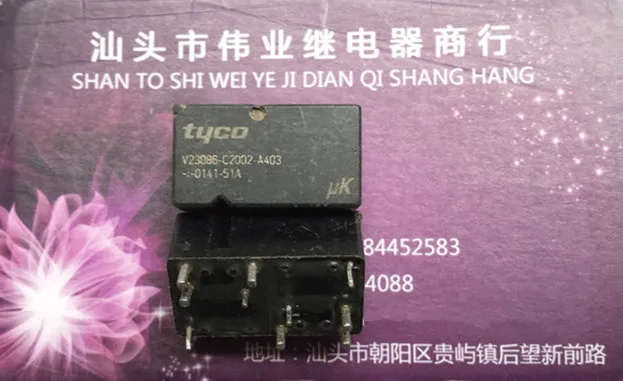 汕头市伟业继电器商行
SHAN TO SHI WEI YE JI DIAN QI SHANG HANG
tyco
V23086-C2002-A403
-:-0141-51A
µK
84452583
4088
地址：汕头市朝阳区贵屿镇后望新前路